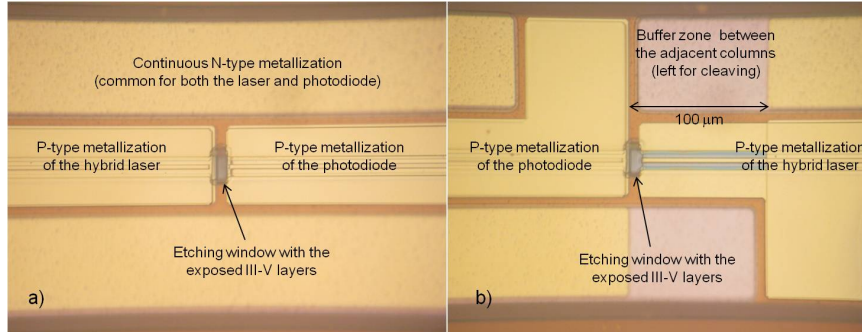 Continuous N-type metallization
(common for both the laser and photodiode)
P-type metallization
of the hybrid laser
P-type metallization
of the photodiode
Etching window with the
exposed III-V layers
a)
Buffer zone between
the adjacent columns
(left for cleaving)
100 μm
P-type metallization
of the photodiode
P-type metallization
of the hybrid laser
Etching window with the
exposed III-V layers
b)